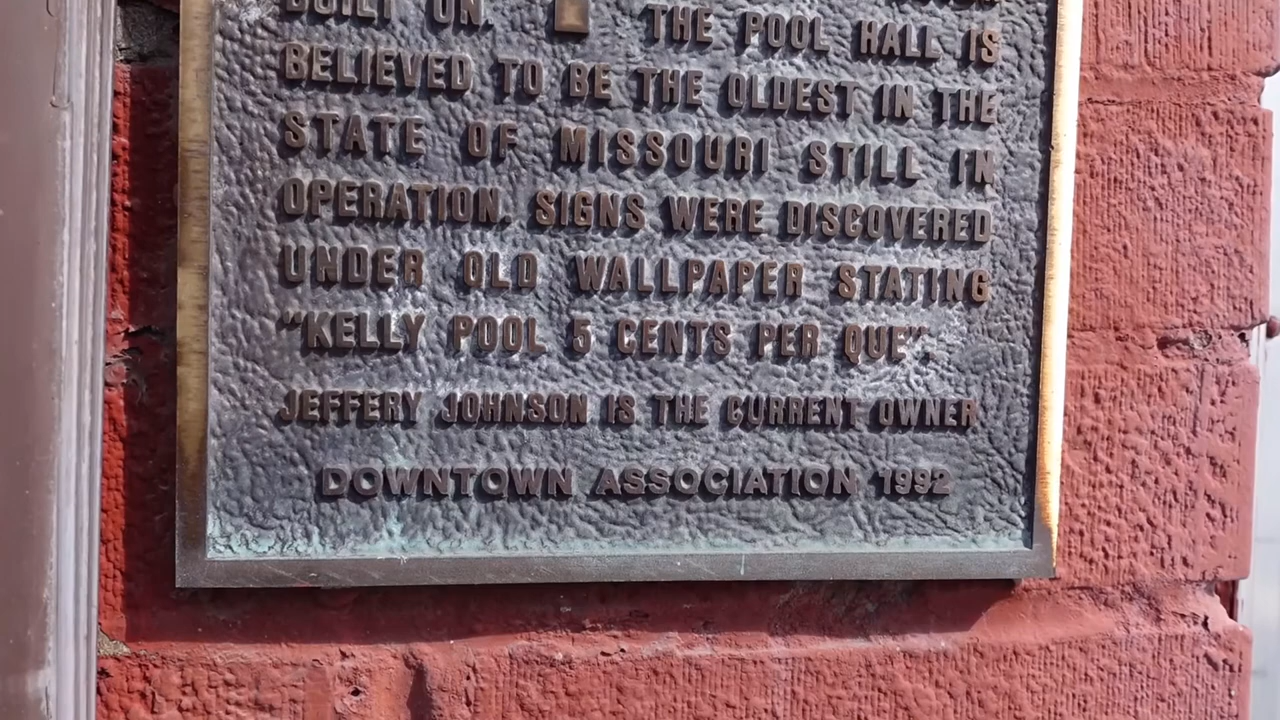 BUILT ON. THE POOL HALL IS
BELIEVED TO BE THE OLDEST IN THE
STATE OF MISSOURI STILL IN
OPERATION. SIGNS WERE DISCOVERED
UNDER OLD WALLPAPER STATING
"KELLY POOL 5 CENTS PER QUE".
JEFFERY JOHNSON IS THE CURRENT OWNER
DOWNTOWN ASSOCIATION 1992